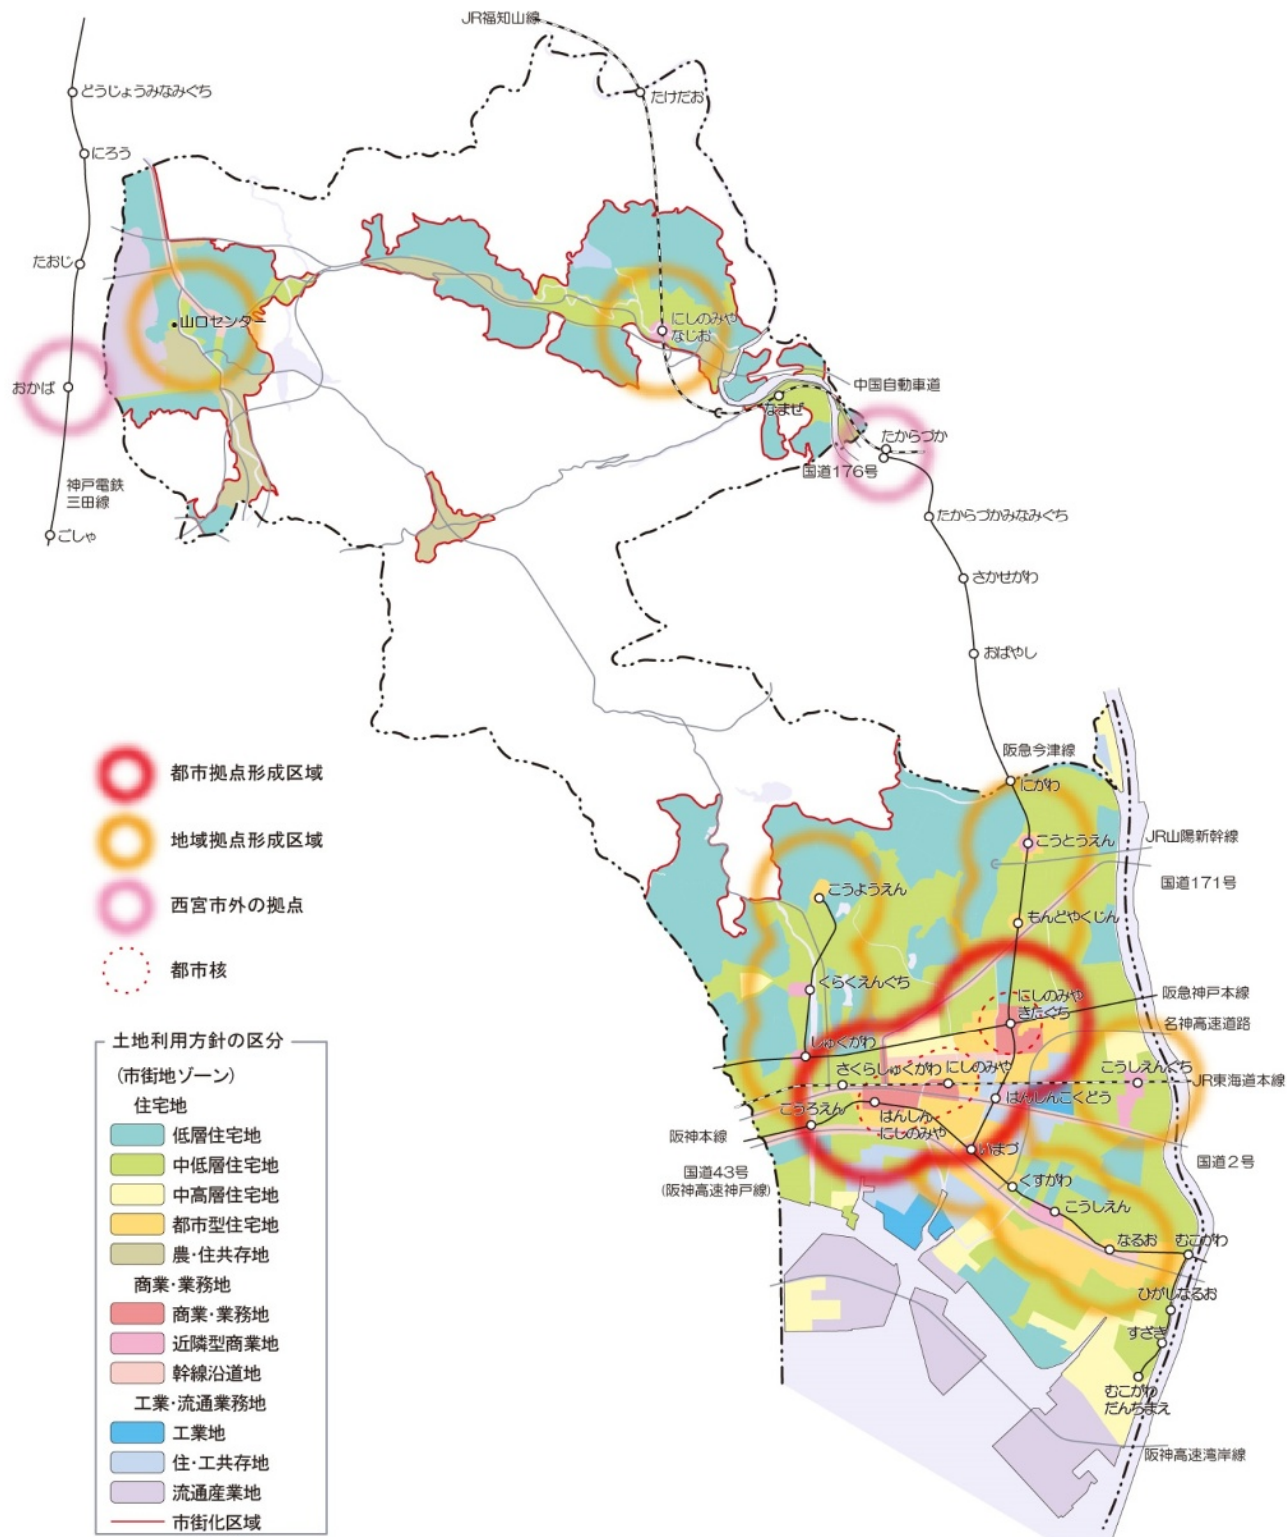 JR福知山線
どうじょうみなみぐち
たけだお
にろう
たおじ
山口センター
にしのみや
なじお
おかば
中国自動車道
なまぜ
たからづか
国道176号
神戸電鉄
三田線
ごしゃ
たからづかみなみぐち
さかせがわ
おばやし
阪急今津線
にがわ
都市拠点形成区域
地域拠点形成区域
西宮市外の拠点
都市核
こうとうえん
JR山陽新幹線
国道171号
こうようえん
もんどやくじん
くらくえんぐち
にしのみや
きたぐち
阪急神戸本線
名神高速道路
しゅくがわ
さくらしゅくがわ
にしのみや
こうしえんぐち
JR東海道本線
こうろえん
はんしん
にしのみや
はんしんこくどう
阪神本線
いまづ
国道2号
国道43号
(阪神高速神戸線)
くすがわ
こうしえん
なるお
むこがわ
ひがしなるお
すざき
むこがわ
だんちまえ
阪神高速湾岸線
土地利用方針の区分
(市街地ゾーン)
住宅地
低層住宅地
中低層住宅地
中高層住宅地
都市型住宅地
農・住共存地
商業・業務地
商業・業務地
近隣型商業地
幹線沿道地
工業・流通業務地
工業地
住・工共存地
流通産業地
市街化区域